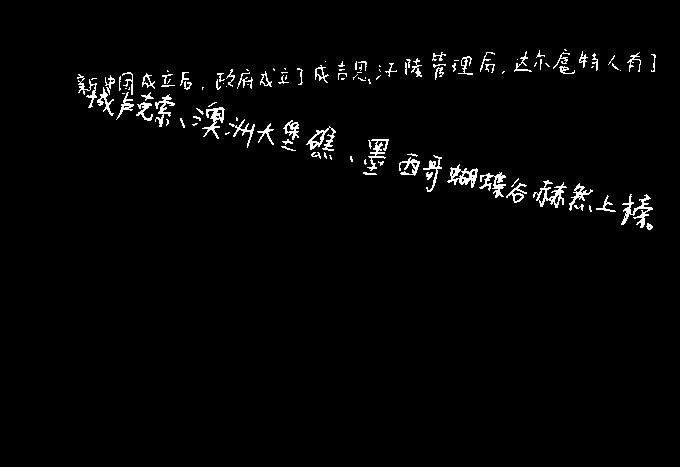 新中国成立后，政府成立了成吉思汗陵管理局，达尔扈特人有了
城卢克索、澳洲大堡礁、墨西哥蝴蝶谷赫然上榛。